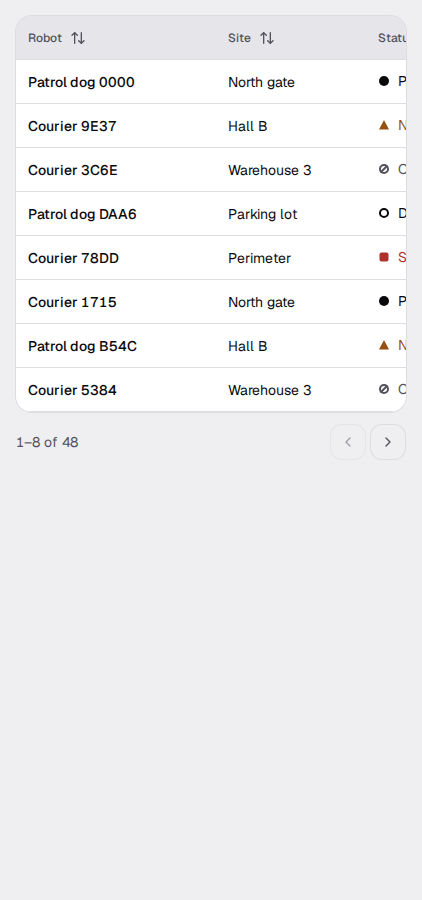 Robot Site
Patrol dog 0000 North gate
Courier 9E37 Hall B
Courier 3C6E Warehouse 3
Patrol dog DAA6 Parking lot
Courier 78DD Perimeter
Courier 1715 North gate
Patrol dog B54C Hall B
Courier 5384 Warehouse 3
1–8 of 48